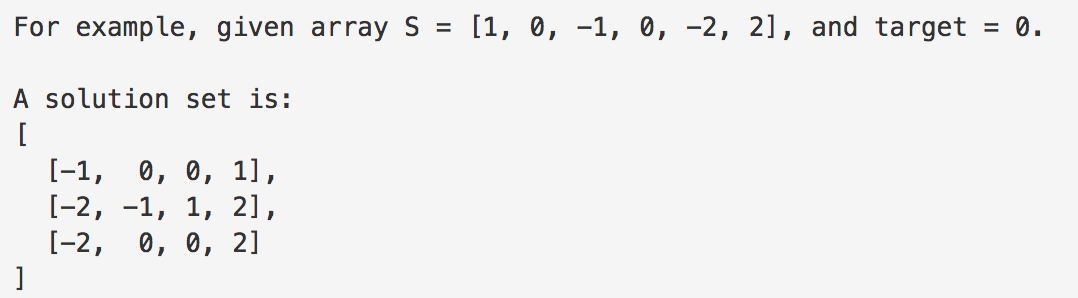 For example, given array S = [1, 0, −1, 0, −2, 2], and target = 0.
A solution set is:
[
  [−1,  0, 0, 1],
  [−2, −1, 1, 2],
  [−2,  0, 0, 2]
]